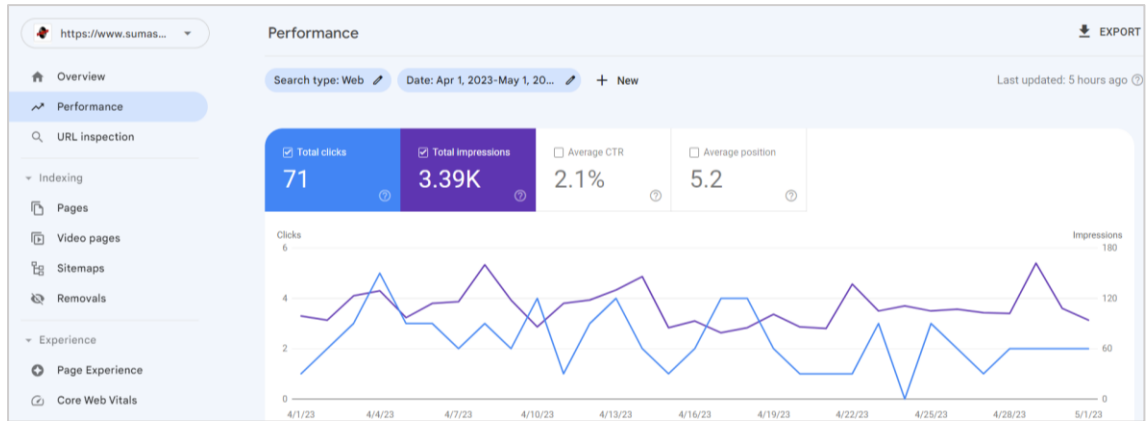 https://www.sumas...
Performance
EXPORT
Overview
Search type: Web
Date: Apr 1, 2023-May 1, 20...
+ New
Last updated: 5 hours ago
Performance
URL inspection
Indexing
Pages
Video pages
Sitemaps
Removals
Experience
Page Experience
Core Web Vitals
Total clicks
71
Total impressions
3.39K
Average CTR
2.1%
Average position
5.2
Clicks
6
4
2
0
Impressions
180
120
60
0
4/1/23 4/4/23 4/7/23 4/10/23 4/13/23 4/16/23 4/19/23 4/22/23 4/25/23 4/28/23 5/1/23